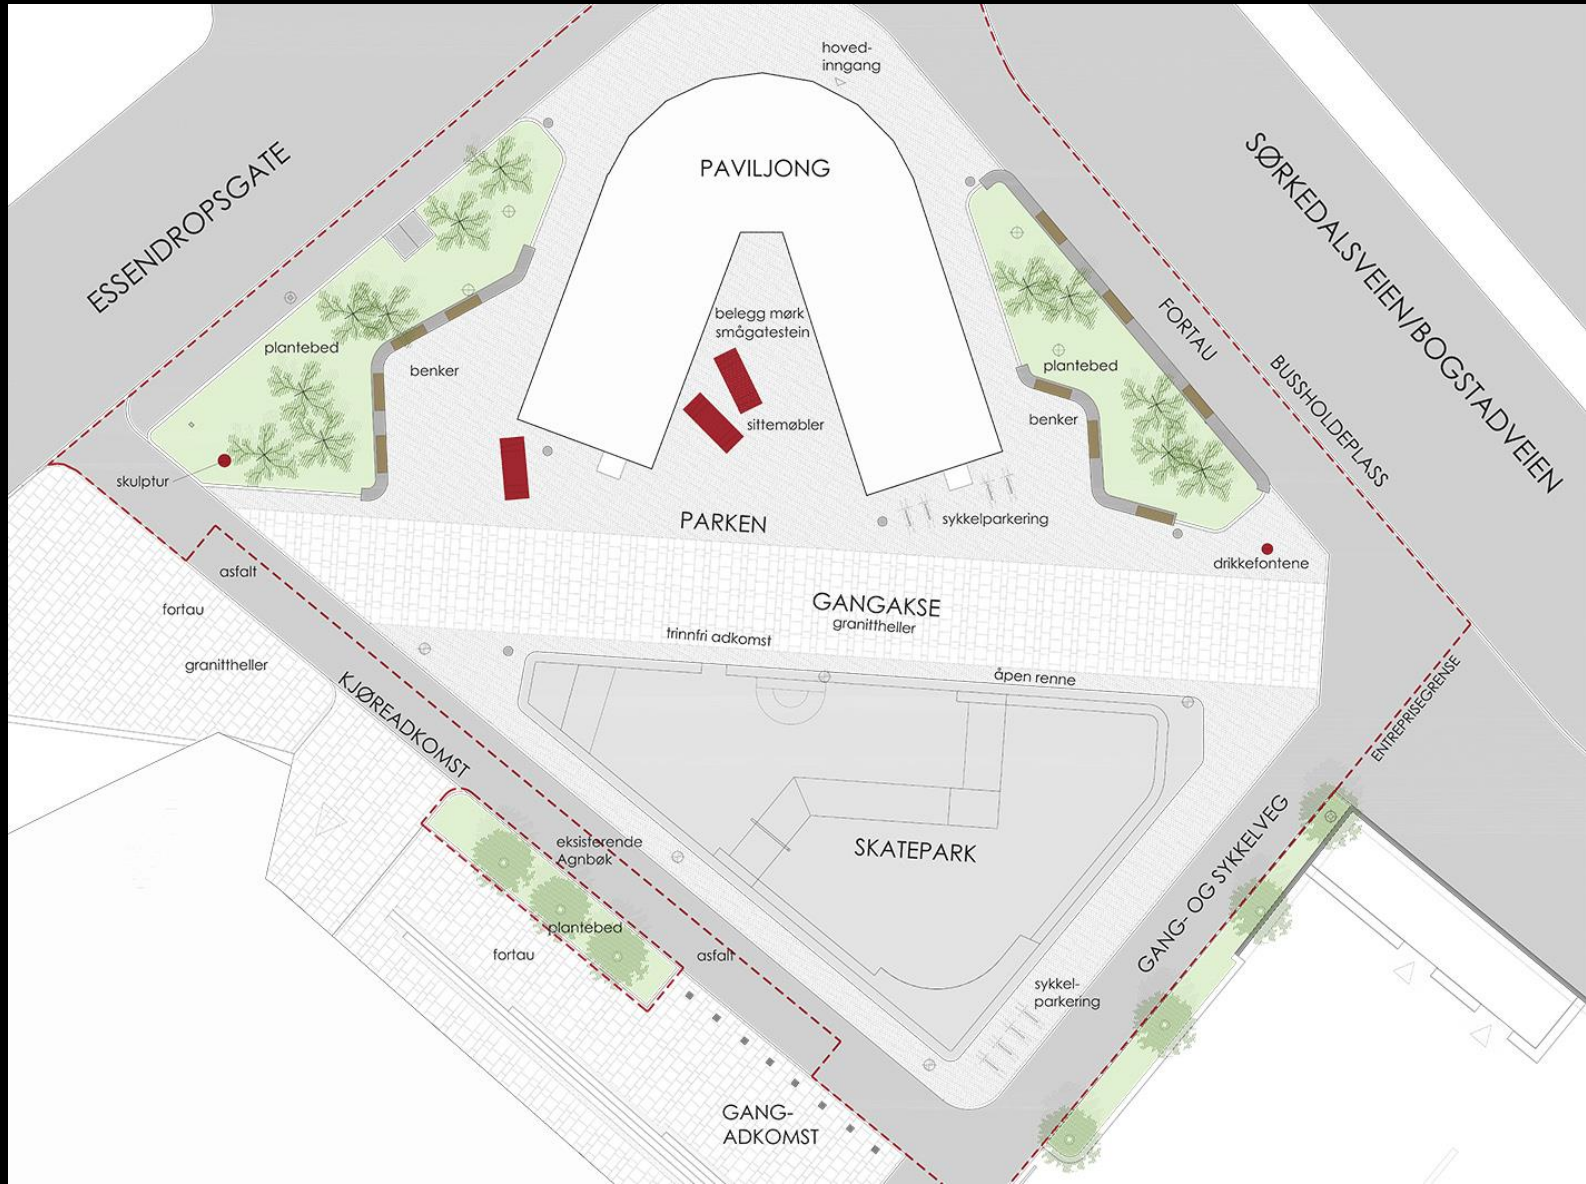 hoved-
inngang
PAVILJONG
ESSENDROPSGATE
SØRKEDALSVEIEN/BOGSTADVEIEN
FORTAU
BUSSHOLDEPLASS
belegg mørk
smågatestein
plantebed
benker
plantebed
benker
sittemøbler
skulptur
PARKEN
sykkelparkering
drikkefontene
asfalt
fortau
GANGAKSE
granittheller
trinnfri adkomst
åpen renne
granittheller
KJØREADKOMST
ENTREPRISEGRENSE
eksisterende
Agnbøk
SKATEPARK
GANG- OG SYKKELVEG
plantebed
fortau
asfalt
sykkel-
parkering
GANG-
ADKOMST